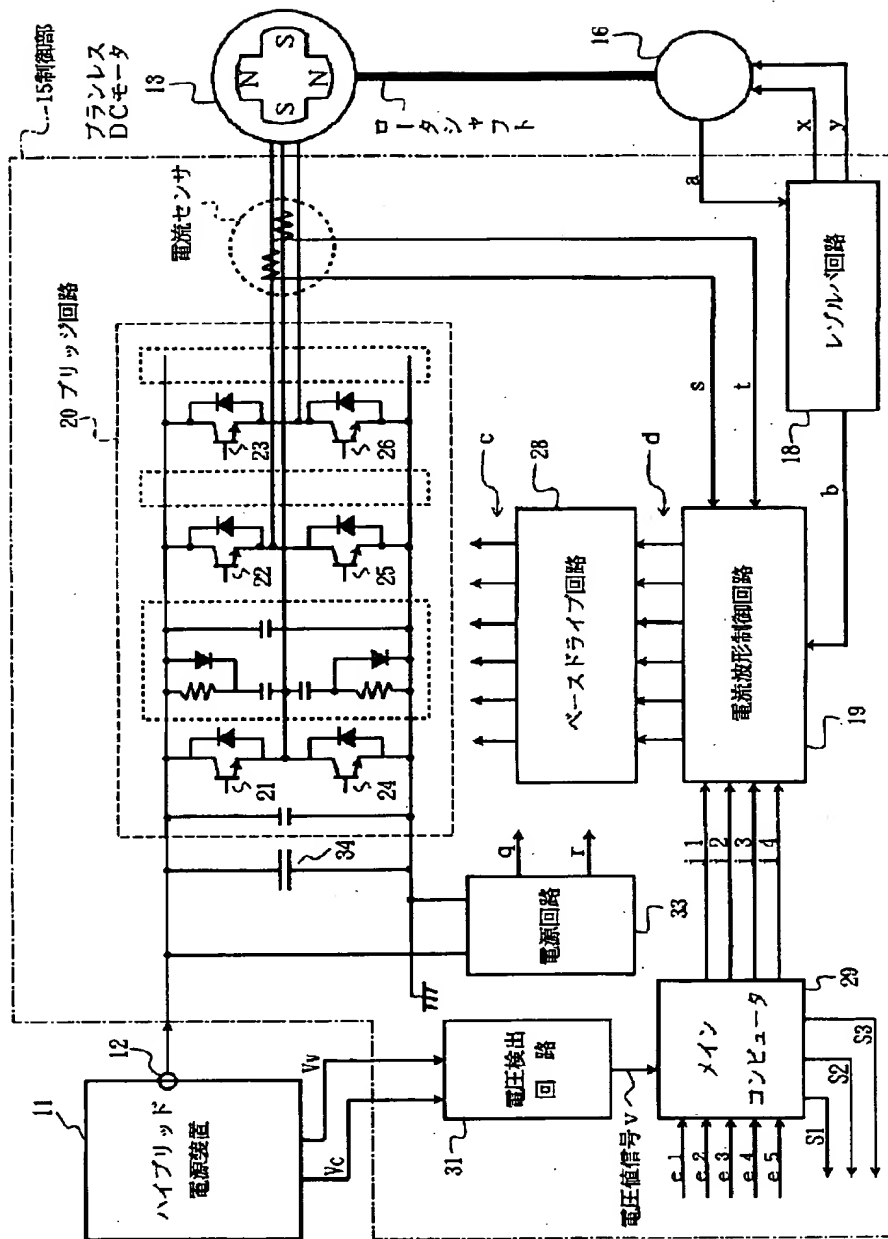 15制御部
ブランレス
DCモータ
13
N
S
S
N
ロータシャフト
16
a
x
y
電流センサ
20 ブリッジ回路
21
22
23
24
25
26
34
s
t
c
28
ベースドライブ回路
d
電流波形制御回路
19
レゾルバ回路
18
b
q
r
電源回路
33
11
ハイブリッド
電源装置
12
Vv
Vc
電圧検出
回 路
31
電圧値信号V
メイン
コンピュータ
29
e1
e2
e3
e4
e5
i1
i2
i3
i4
S1
S2
S3